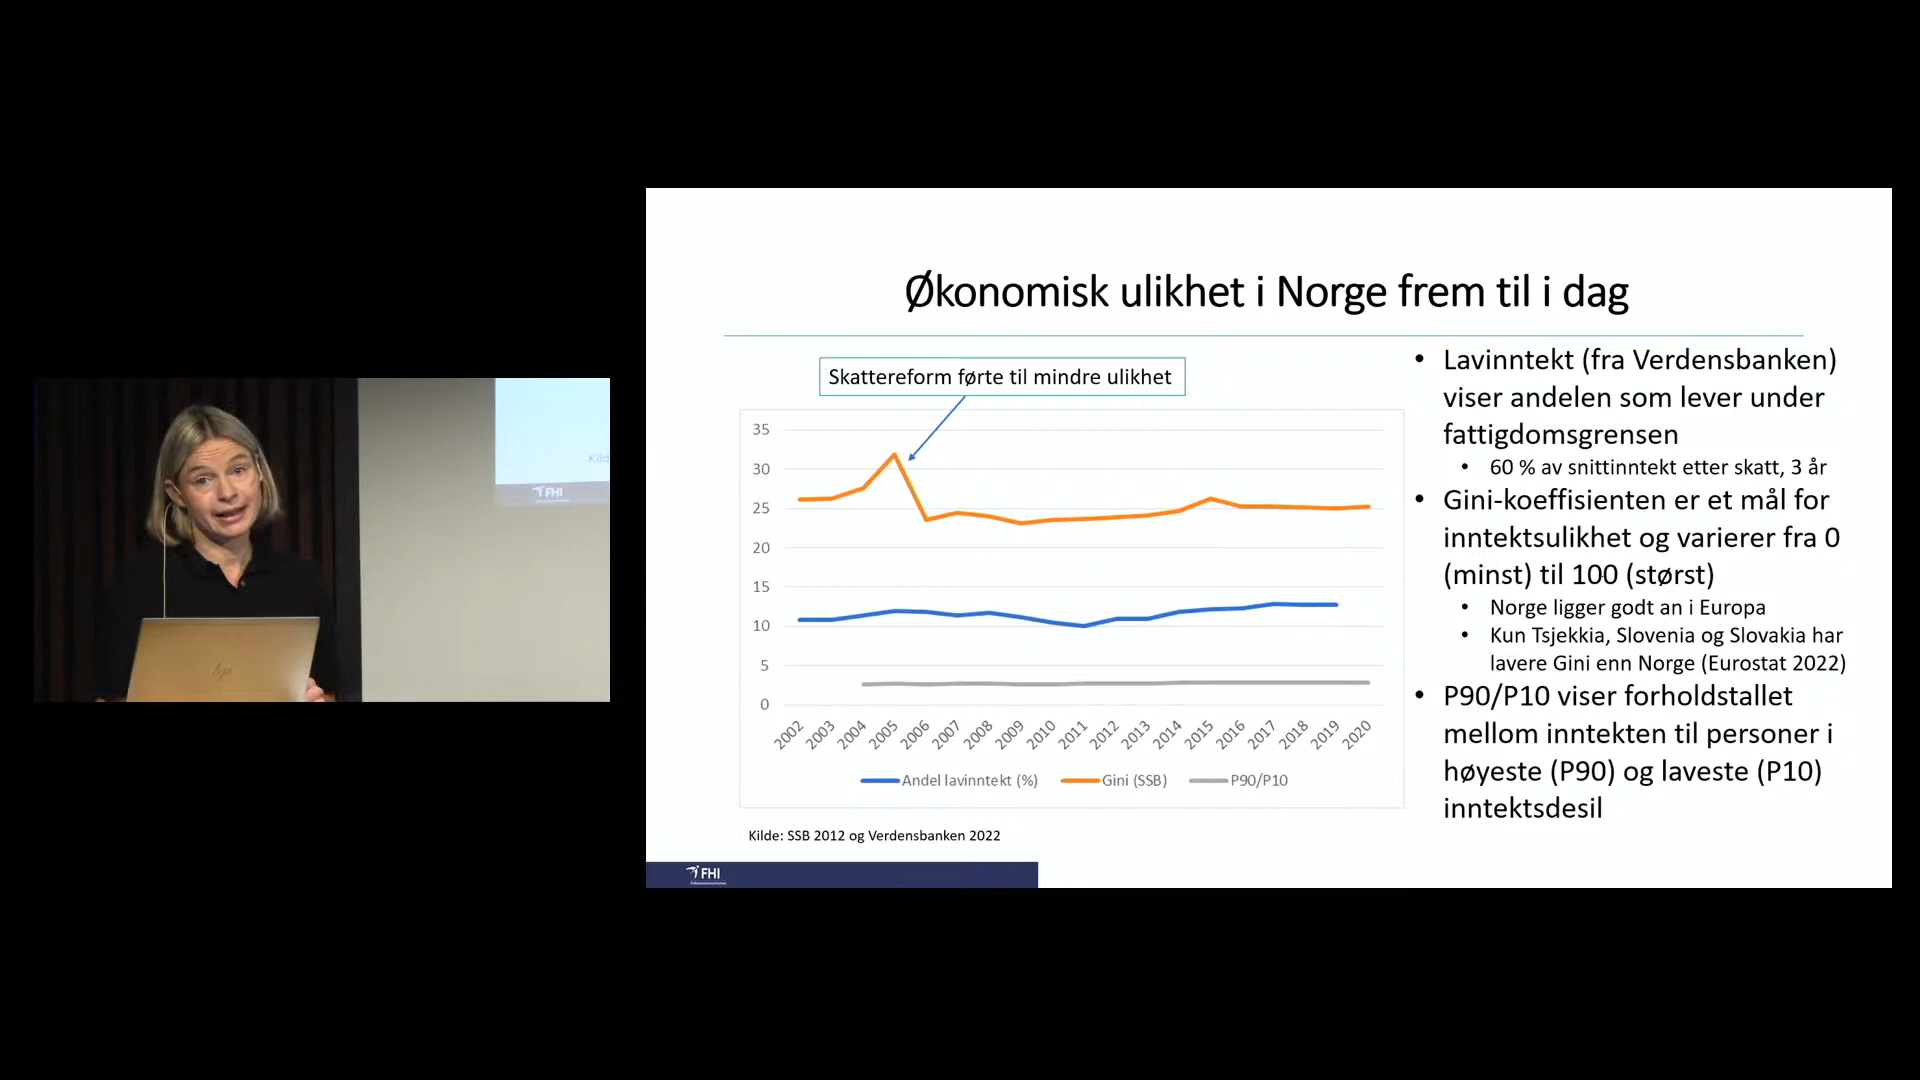 Økonomisk ulikhet i Norge frem til i dag
Skattereform førte til mindre ulikhet
35
30
25
20
15
10
5
0
2002 2003 2004 2005 2006 2007 2008 2009 2010 2011 2012 2013 2014 2015 2016 2017 2018 2019 2020
Andel lavinntekt (%) Gini (SSB) P90/P10
Kilde: SSB 2012 og Verdensbanken 2022
• Lavinntekt (fra Verdensbanken)
viser andelen som lever under
fattigdomsgrensen
• 60 % av snittinntekt etter skatt, 3 år
• Gini-koeffisienten er et mål for
inntektsulikhet og varierer fra 0
(minst) til 100 (størst)
• Norge ligger godt an i Europa
• Kun Tsjekkia, Slovenia og Slovakia har
lavere Gini enn Norge (Eurostat 2022)
• P90/P10 viser forholdstallet
mellom inntekten til personer i
høyeste (P90) og laveste (P10)
inntektsdesil
FHI
FHI
hp